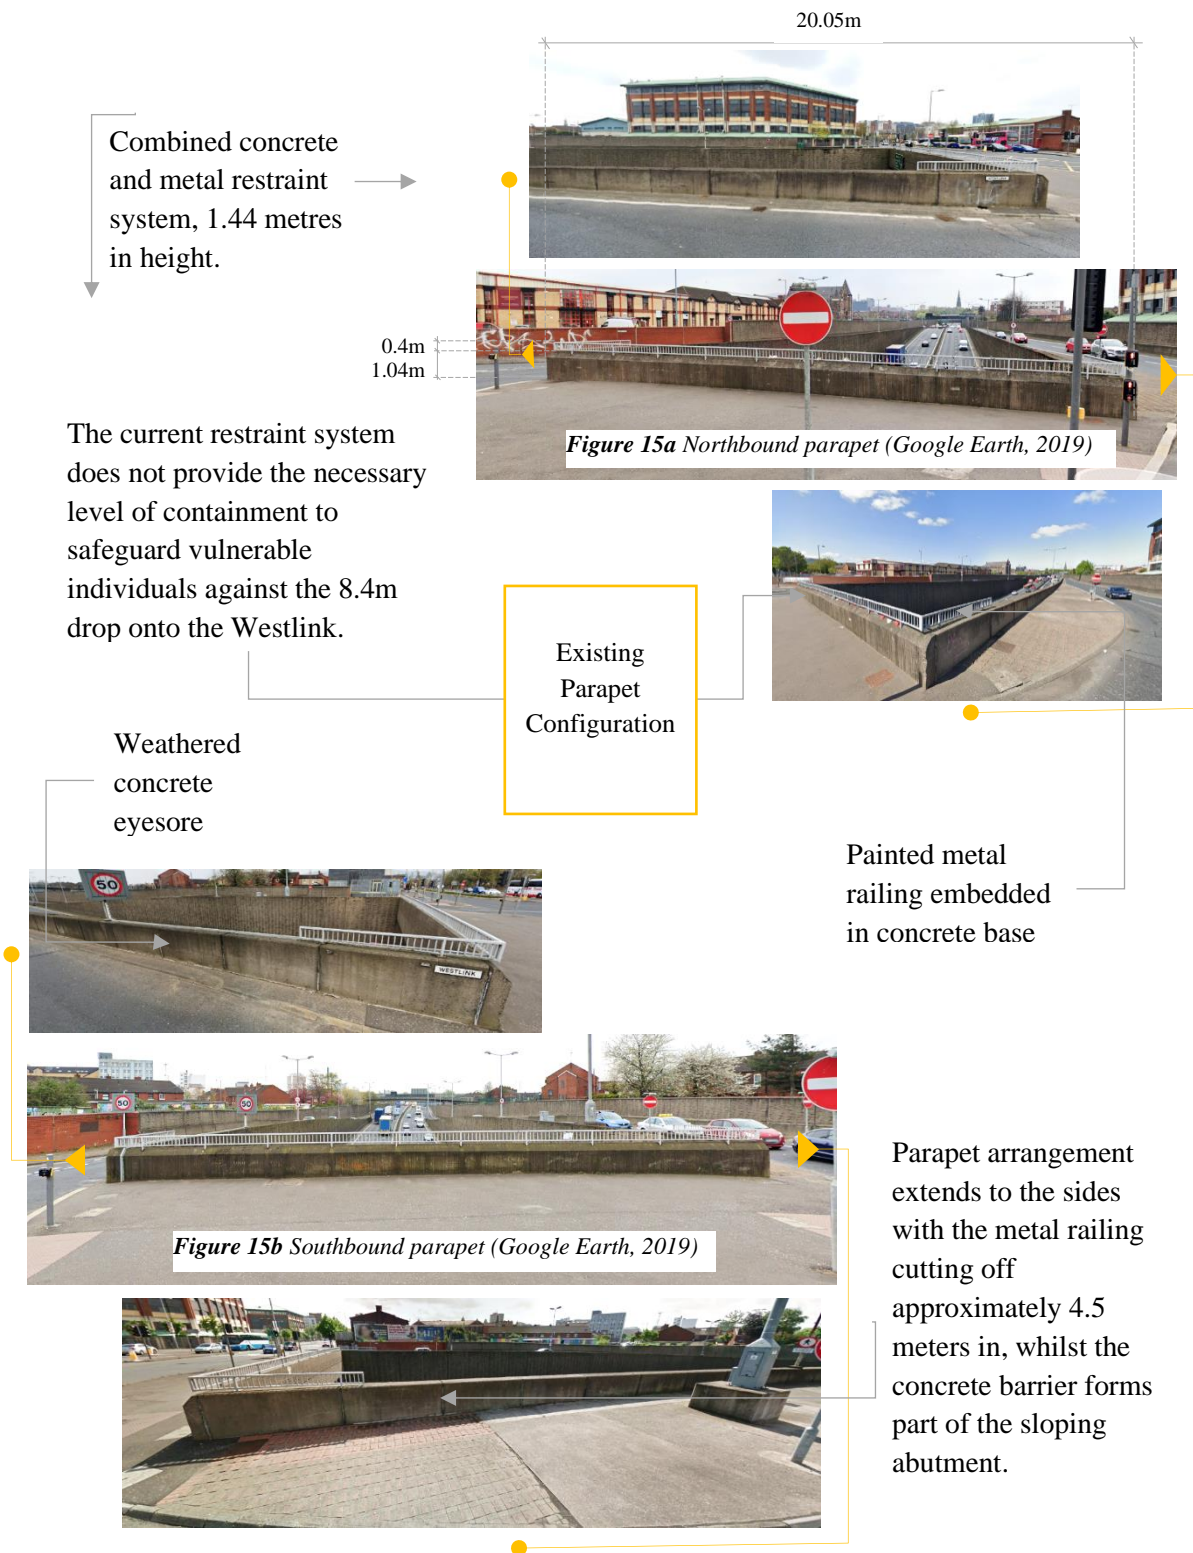 20.05m
Combined concrete
and metal restraint
system, 1.44 metres
in height.
0.4m
1.04m
Figure 15a Northbound parapet (Google Earth, 2019)
The current restraint system
does not provide the necessary
level of containment to
safeguard vulnerable
individuals against the 8.4m
drop onto the Westlink.
Existing
Parapet
Configuration
Weathered
concrete
eyesore
50
WESTLINK
Painted metal
railing embedded
in concrete base
50
50
Figure 15b Southbound parapet (Google Earth, 2019)
Parapet arrangement
extends to the sides
with the metal railing
cutting off
approximately 4.5
meters in, whilst the
concrete barrier forms
part of the sloping
abutment.